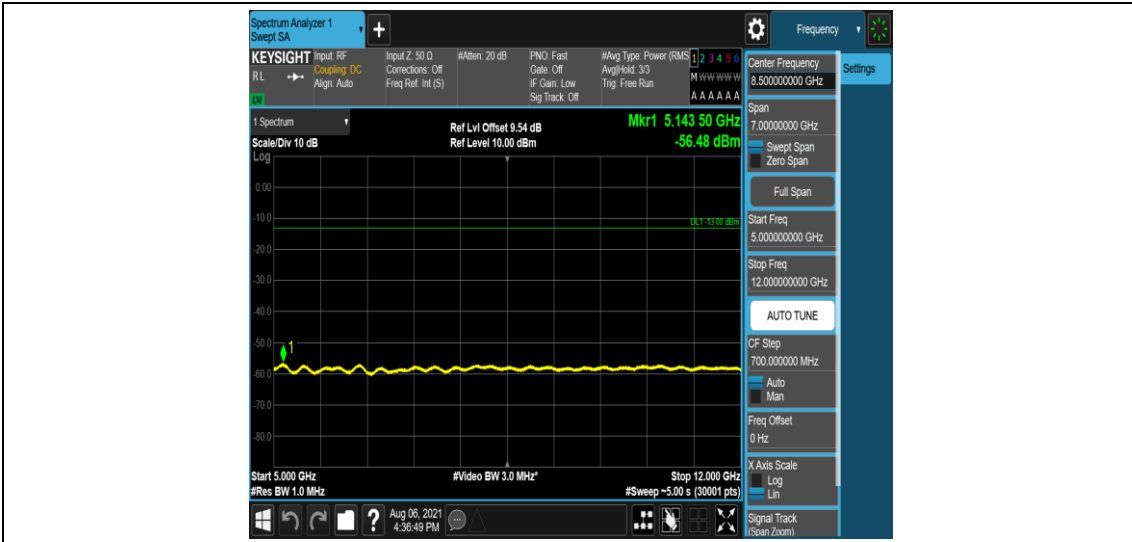 Spectrum Analyzer 1
Swept SA
+
Frequency
KEYSIGHT
RL
LXI
Input: RF
Coupling: DC
Align: Auto
Input Z: 50 Ω
Corrections: Off
Freq Ref: Int (S)
#Atten: 20 dB
PNO: Fast
Gate: Off
IF Gain: Low
Sig Track: Off
#Avg Type: Power (RMS
Avg|Hold: 3/3
Trig: Free Run
1 2 3 4 5 6
M W W W W W
A A A A A A
1 Spectrum
Scale/Div 10 dB
Log
Ref Lvl Offset 9.54 dB
Ref Level 10.00 dBm
Mkr1 5.143 50 GHz
-56.48 dBm
0.00
-10.0
DL1 -13.00 dBm
-20.0
-30.0
-40.0
-50.0
1
-60.0
-70.0
-80.0
Start 5.000 GHz
#Res BW 1.0 MHz
#Video BW 3.0 MHz*
Stop 12.000 GHz
#Sweep ~5.00 s (30001 pts)
?
Aug 06, 2021
4:36:49 PM
Center Frequency
8.500000000 GHz
Settings
Span
7.00000000 GHz
Swept Span
Zero Span
Full Span
Start Freq
5.000000000 GHz
Stop Freq
12.000000000 GHz
AUTO TUNE
CF Step
700.000000 MHz
Auto
Man
Freq Offset
0 Hz
X Axis Scale
Log
Lin
Signal Track
(Span Zoom)